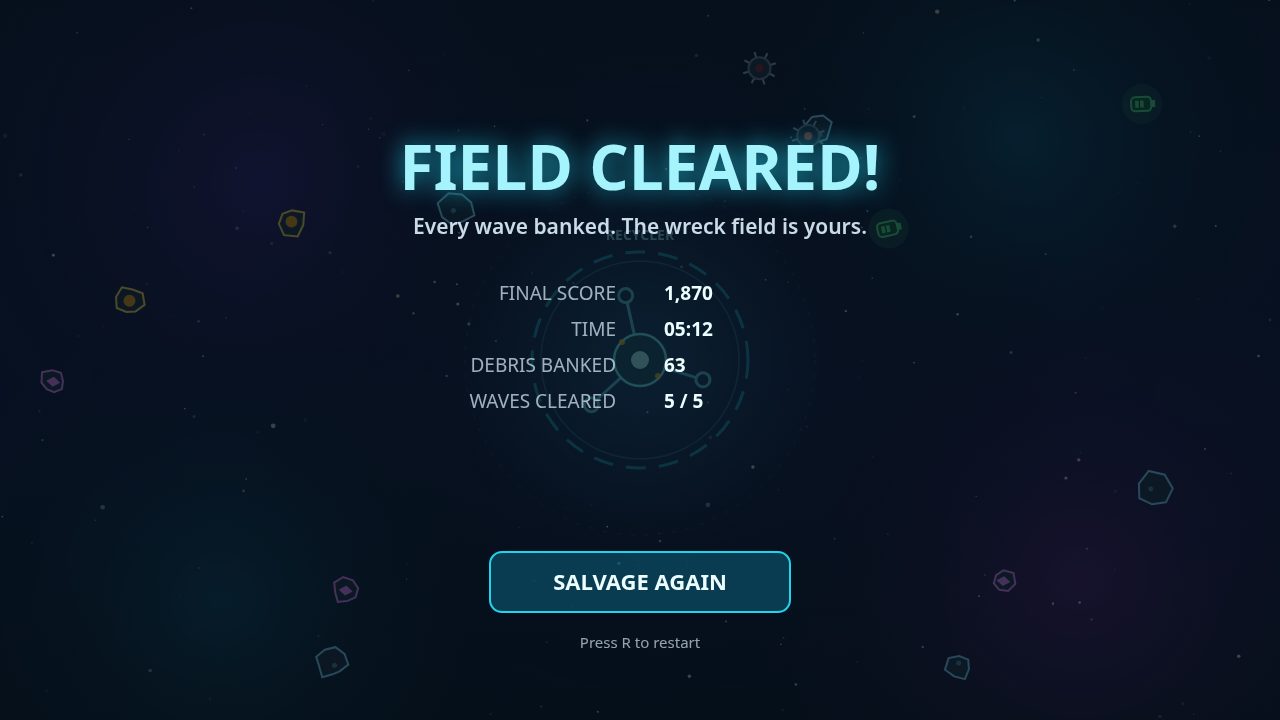 FIELD CLEARED!
Every wave banked. The wreck field is yours.
RECYCLER
FINAL SCORE 1,870
TIME 05:12
DEBRIS BANKED 63
WAVES CLEARED 5 / 5
SALVAGE AGAIN
Press R to restart